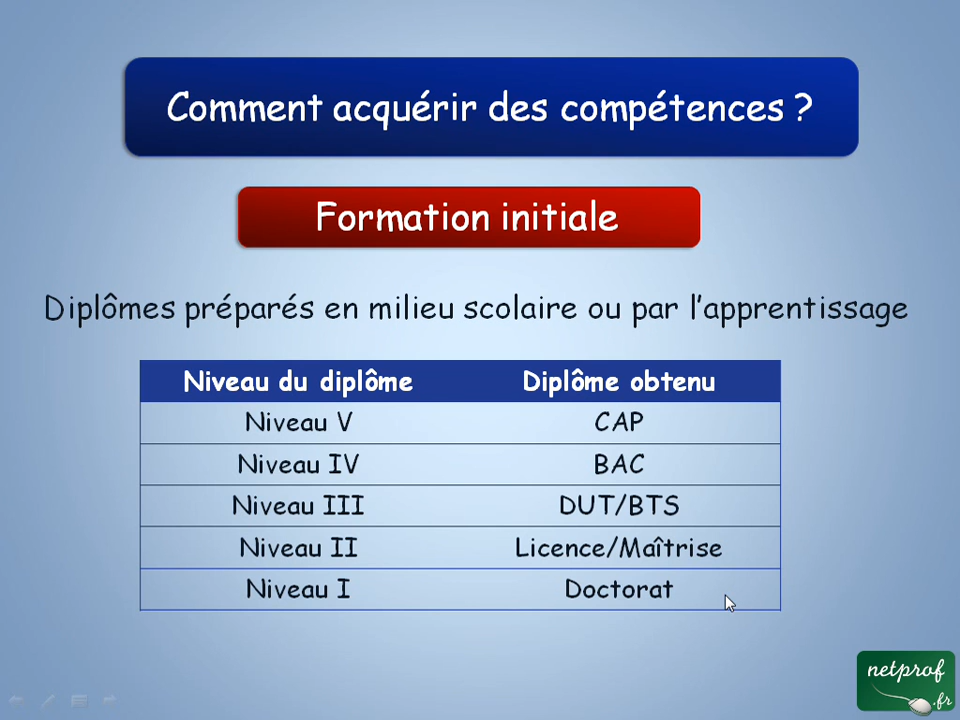 Comment acquérir des compétences ?
Formation initiale
Diplômes préparés en milieu scolaire ou par l'apprentissage
Niveau du diplôme Diplôme obtenu
Niveau V CAP
Niveau IV BAC
Niveau III DUT/BTS
Niveau II Licence/Maîtrise
Niveau I Doctorat
netprof
.fr